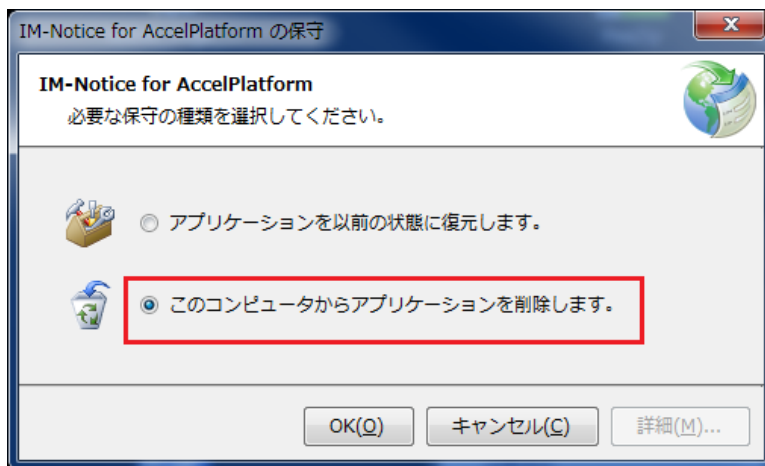 IM-Notice for AccelPlatform の保守
IM-Notice for AccelPlatform
必要な保守の種類を選択してください。
アプリケーションを以前の状態に復元します。
このコンピュータからアプリケーションを削除します。
OK(O) キャンセル(C) 詳細(M)...